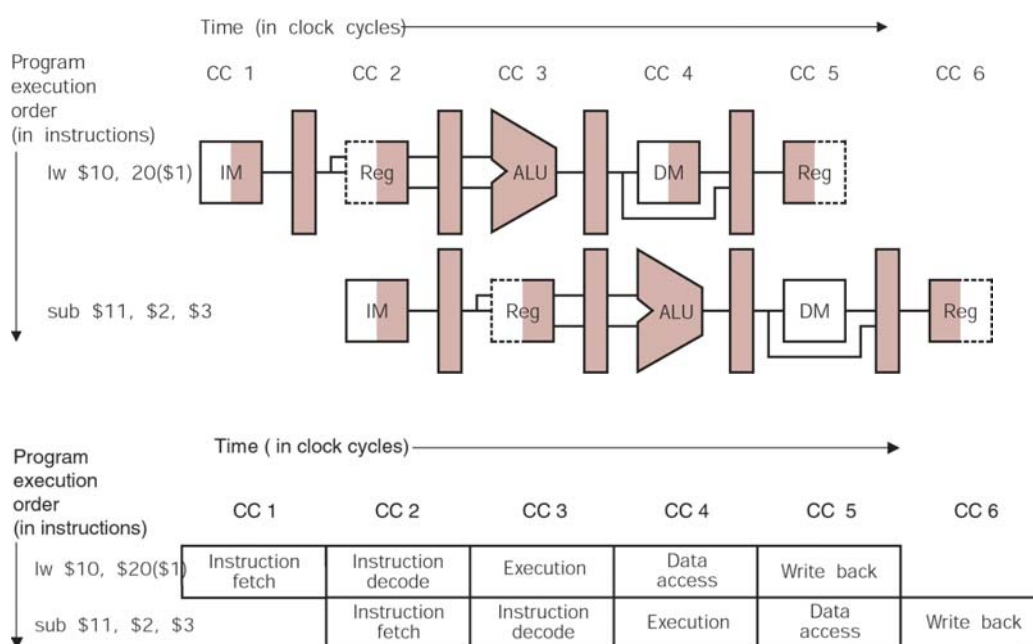 Time (in clock cycles)
Program
execution
order
(in instructions)
CC 1 CC 2 CC 3 CC 4 CC 5 CC 6
lw $10, 20($1) IM Reg ALU DM Reg
sub $11, $2, $3 IM Reg ALU DM Reg
Time ( in clock cycles)
Program
execution
order
(in instructions)
CC 1 CC 2 CC 3 CC 4 CC 5 CC 6
lw $10, $20($1) Instruction fetch Instruction decode Execution Data access Write back
sub $11, $2, $3 Instruction fetch Instruction decode Execution Data access Write back